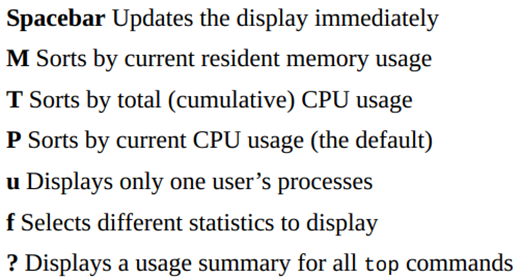 Spacebar Updates the display immediately
M Sorts by current resident memory usage
T Sorts by total (cumulative) CPU usage
P Sorts by current CPU usage (the default)
u Displays only one user’s processes
f Selects different statistics to display
? Displays a usage summary for all top commands